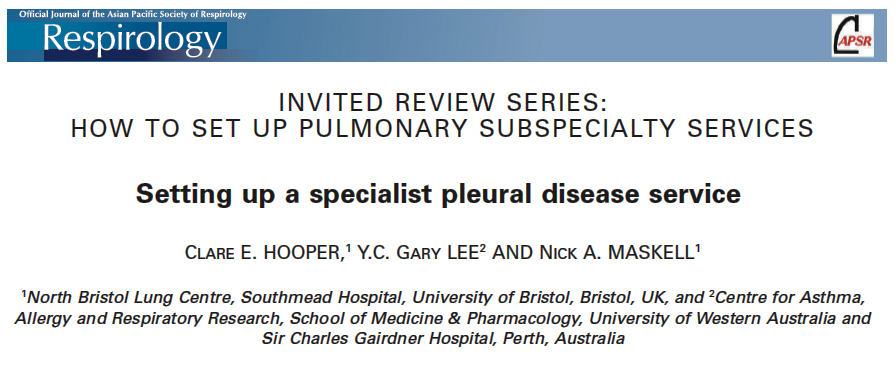 Official Journal of the Asian Pacific Society of Respirology
Respirology
APSR
INVITED REVIEW SERIES:
HOW TO SET UP PULMONARY SUBSPECIALTY SERVICES
Setting up a specialist pleural disease service
CLARE E. HOOPER,¹ Y.C. GARY LEE² AND NICK A. MASKELL¹
¹North Bristol Lung Centre, Southmead Hospital, University of Bristol, Bristol, UK, and ²Centre for Asthma,
Allergy and Respiratory Research, School of Medicine & Pharmacology, University of Western Australia and
Sir Charles Gairdner Hospital, Perth, Australia